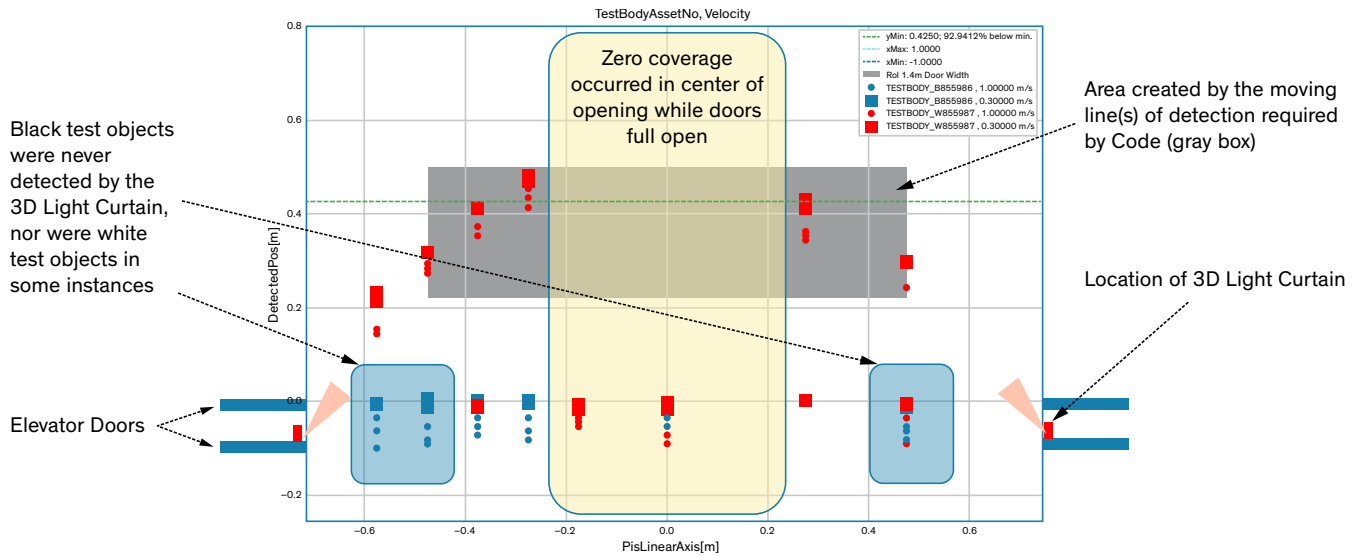 TestBodyAssetNo, Velocity
0.8
0.6
0.4
0.2
0.0
−0.2
DetectedPos[m]
−0.6
−0.4
−0.2
0.0
0.2
0.4
0.6
PisLinearAxis[m]
yMin: 0.4250; 92.9412% below min.
xMax: 1.0000
xMin: -1.0000
RoI 1.4m Door Width
TESTBODY_B855986 , 1.00000 m/s
TESTBODY_B855986 , 0.30000 m/s
TESTBODY_W855987 , 1.00000 m/s
TESTBODY_W855987 , 0.30000 m/s
Zero coverage
occurred in center of
opening while doors
full open
Black test objects
were never
detected by the
3D Light Curtain,
nor were white
test objects in
some instances
Elevator Doors
Area created by the moving
line(s) of detection required
by Code (gray box)
Location of 3D Light Curtain